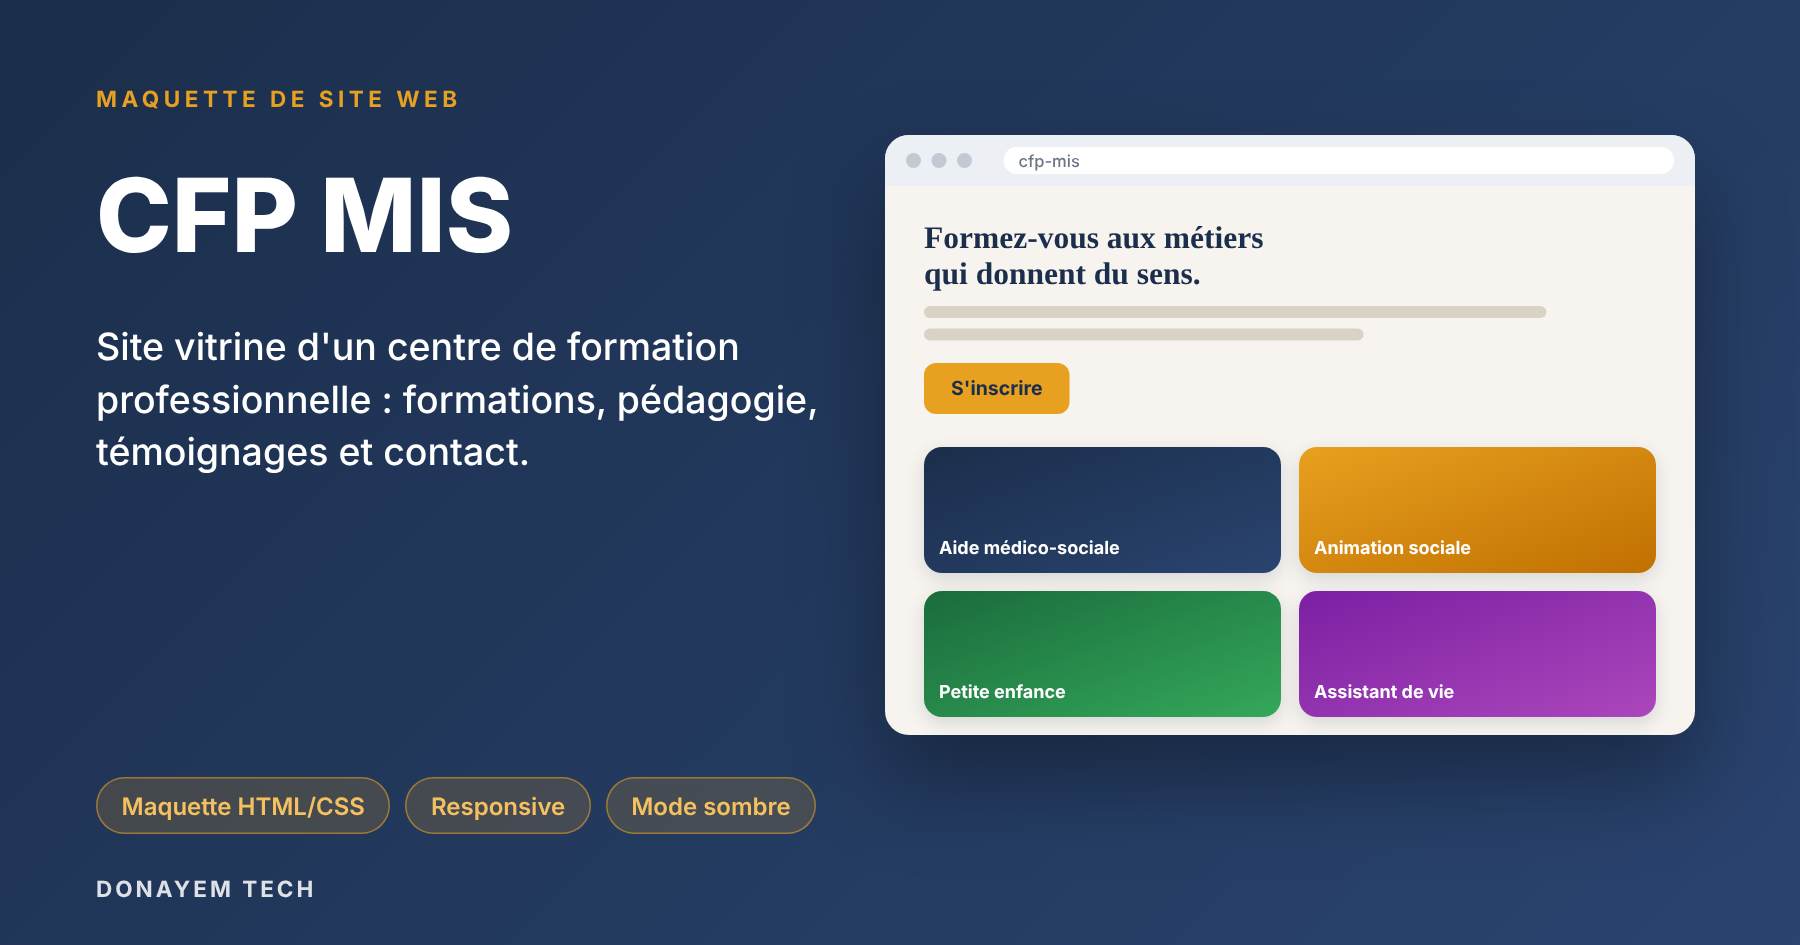 MAQUETTE DE SITE WEB
CFP MIS
Site vitrine d'un centre de formation
professionnelle : formations, pédagogie,
témoignages et contact.
Maquette HTML/CSS
Responsive
Mode sombre
DONAYEM TECH
cfp-mis
Formez-vous aux métiers
qui donnent du sens.
S'inscrire
Aide médico-sociale
Animation sociale
Petite enfance
Assistant de vie